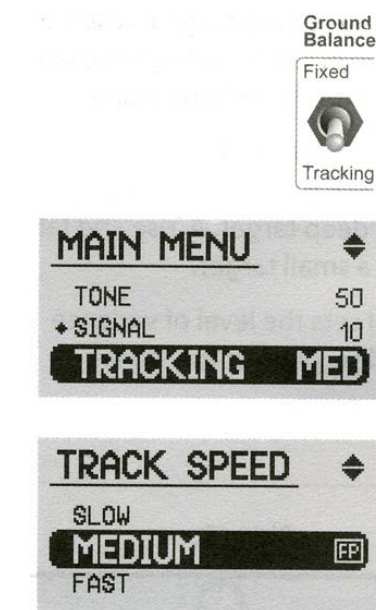 Ground
Balance
Fixed
Tracking
MAIN MENU
TONE 50
SIGNAL 10
TRACKING MED
TRACK SPEED
SLOW
MEDIUM FP
FAST